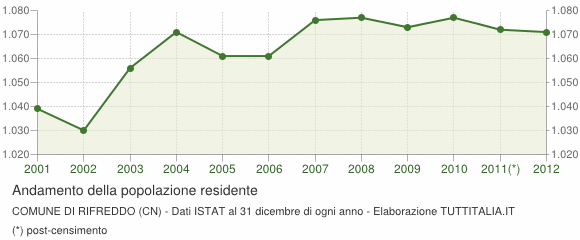 1.080 1.080
1.070 1.070
1.060 1.060
1.050 1.050
1.040 1.040
1.030 1.030
1.020 1.020
2001 2002 2003 2004 2005 2006 2007 2008 2009 2010 2011(*) 2012
Andamento della popolazione residente
COMUNE DI RIFREDDO (CN) - Dati ISTAT al 31 dicembre di ogni anno - Elaborazione TUTTITALIA.IT
(*) post-censimento